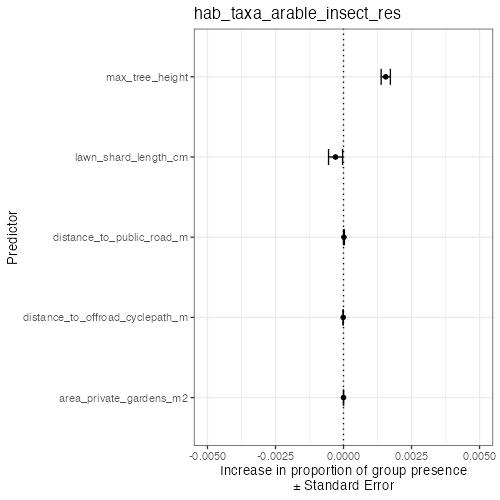 hab_taxa_arable_insect_res
Predictor
max_tree_height
lawn_shard_length_cm
distance_to_public_road_m
distance_to_offroad_cyclepath_m
area_private_gardens_m2
-0.0050 -0.0025 0.0000 0.0025 0.0050
Increase in proportion of group presence
± Standard Error